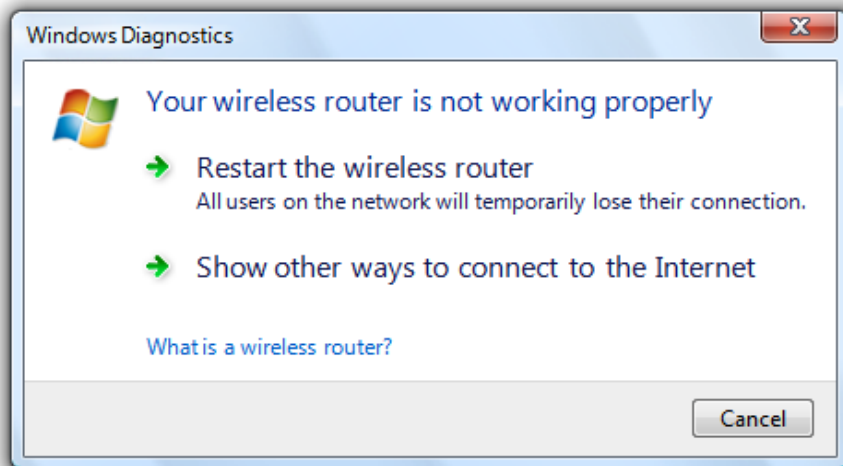 Windows Diagnostics
Your wireless router is not working properly
Restart the wireless router
All users on the network will temporarily lose their connection.
Show other ways to connect to the Internet
What is a wireless router?
Cancel